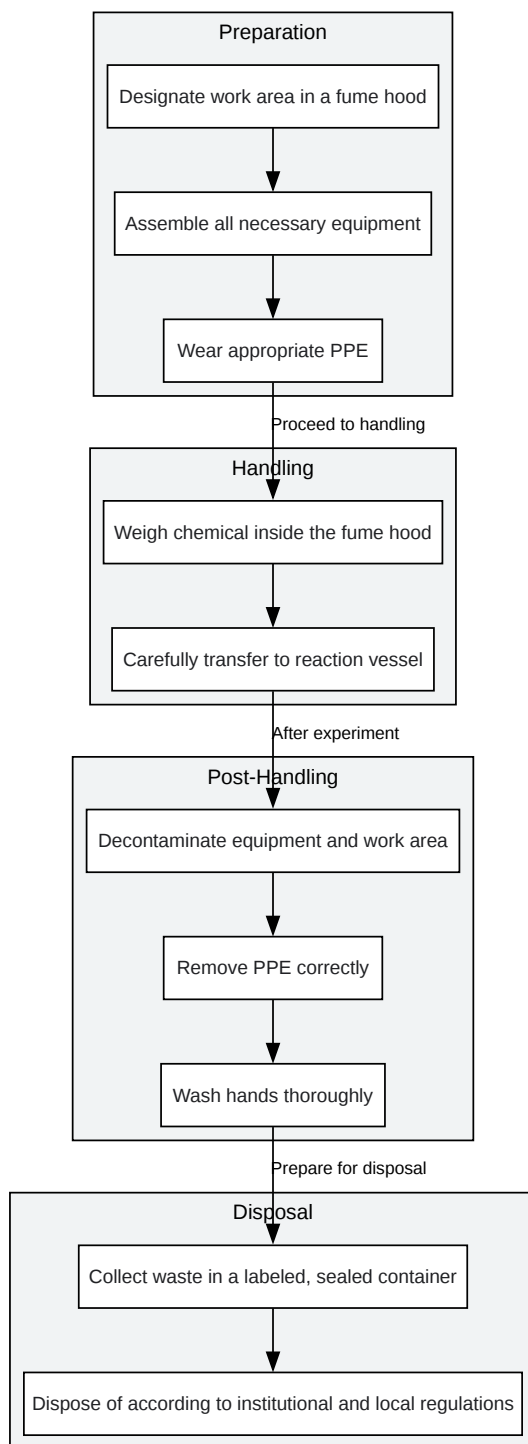 Preparation
Designate work area in a fume hood
Assemble all necessary equipment
Wear appropriate PPE
Proceed to handling
Handling
Weigh chemical inside the fume hood
Carefully transfer to reaction vessel
After experiment
Post-Handling
Decontaminate equipment and work area
Remove PPE correctly
Wash hands thoroughly
Prepare for disposal
Disposal
Collect waste in a labeled, sealed container
Dispose of according to institutional and local regulations